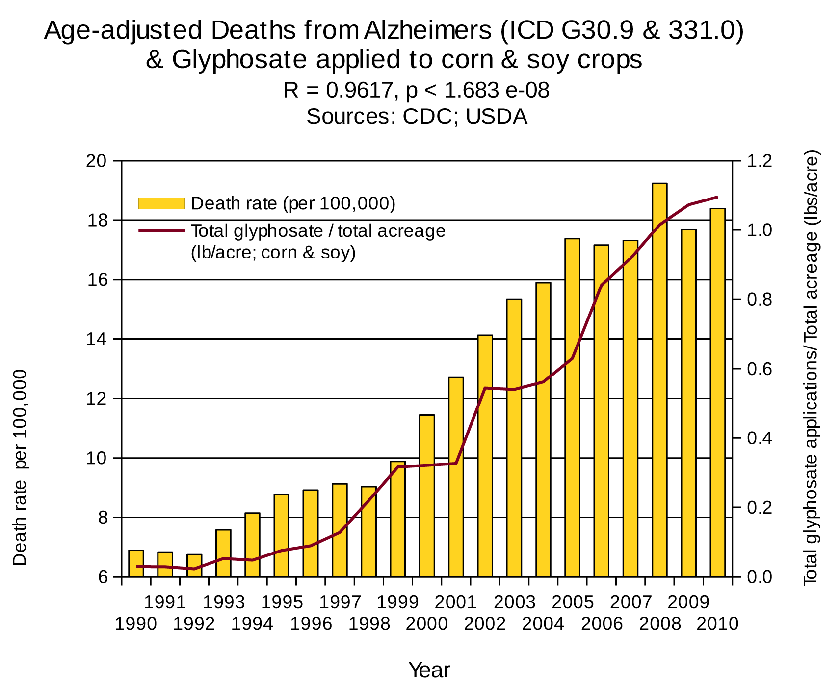 Age-adjusted Deaths from Alzheimers (ICD G30.9 & 331.0)
& Glyphosate applied to corn & soy crops
R = 0.9617, p < 1.683 e-08
Sources: CDC; USDA
Death rate (per 100,000)
Total glyphosate / total acreage
(lb/acre; corn & soy)
Death rate per 100,000
20
18
16
14
12
10
8
6
1.2
1.0
0.8
0.6
0.4
0.2
0.0
Total glyphosate applications/Total acreage (lbs/acre)
1991 1993 1995 1997 1999 2001 2003 2005 2007 2009
1990 1992 1994 1996 1998 2000 2002 2004 2006 2008 2010
Year